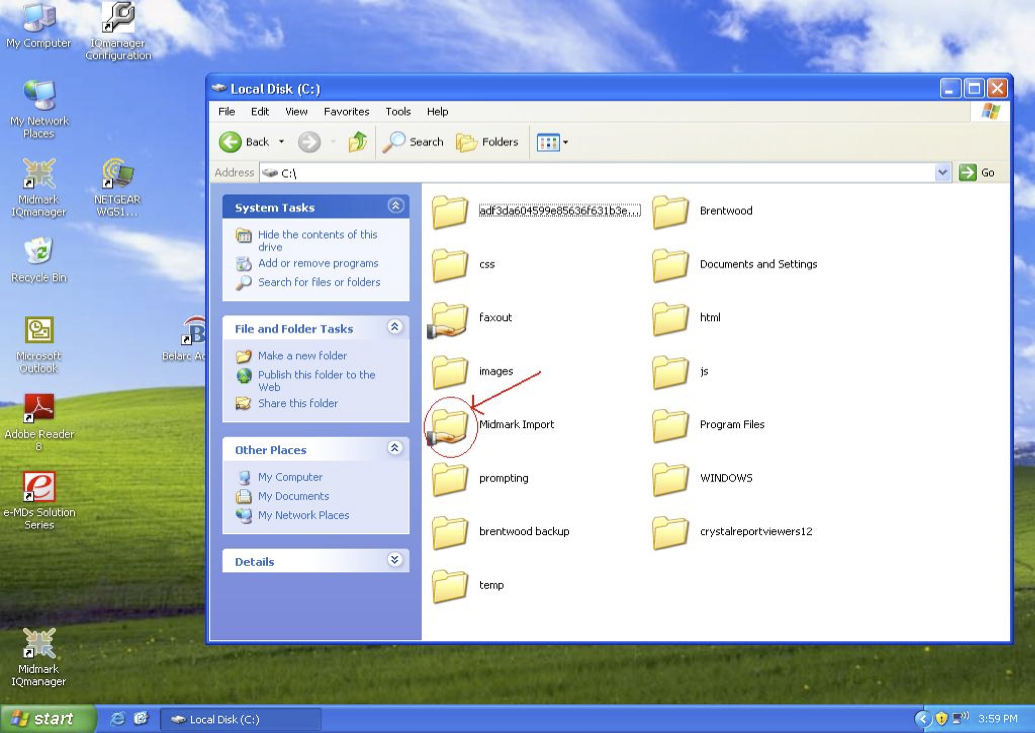 My Computer
IQmanager
Configuration
My Network
Places
Midmark
IQmanager
NETGEAR
WG51...
Recycle Bin
Microsoft
Outlook
Belarc Ad
Adobe Reader
8
e-MDs Solution
Series
Midmark
IQmanager
Local Disk (C:)
File Edit View Favorites Tools Help
Back Search Folders
Address C:\ Go
System Tasks
Hide the contents of this
drive
Add or remove programs
Search for files or folders
File and Folder Tasks
Make a new folder
Publish this folder to the
Web
Share this folder
Other Places
My Computer
My Documents
My Network Places
Details
adf3da604599e85636f631b3e... Brentwood
css Documents and Settings
faxout html
images js
Midmark Import Program Files
prompting WINDOWS
brentwood backup crystalreportviewers12
temp
start Local Disk (C:) 3:59 PM